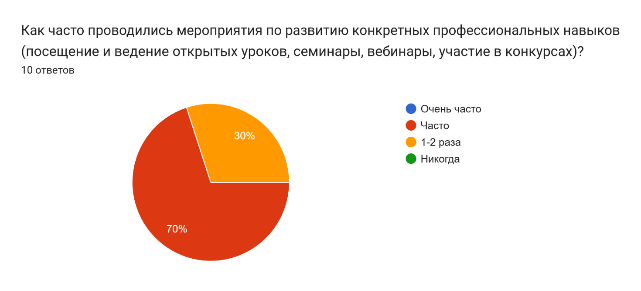 Как часто проводились мероприятия по развитию конкретных профессиональных навыков
(посещение и ведение открытых уроков, семинары, вебинары, участие в конкурсах)?
10 ответов
30%
70%
Очень часто
Часто
1-2 раза
Никогда